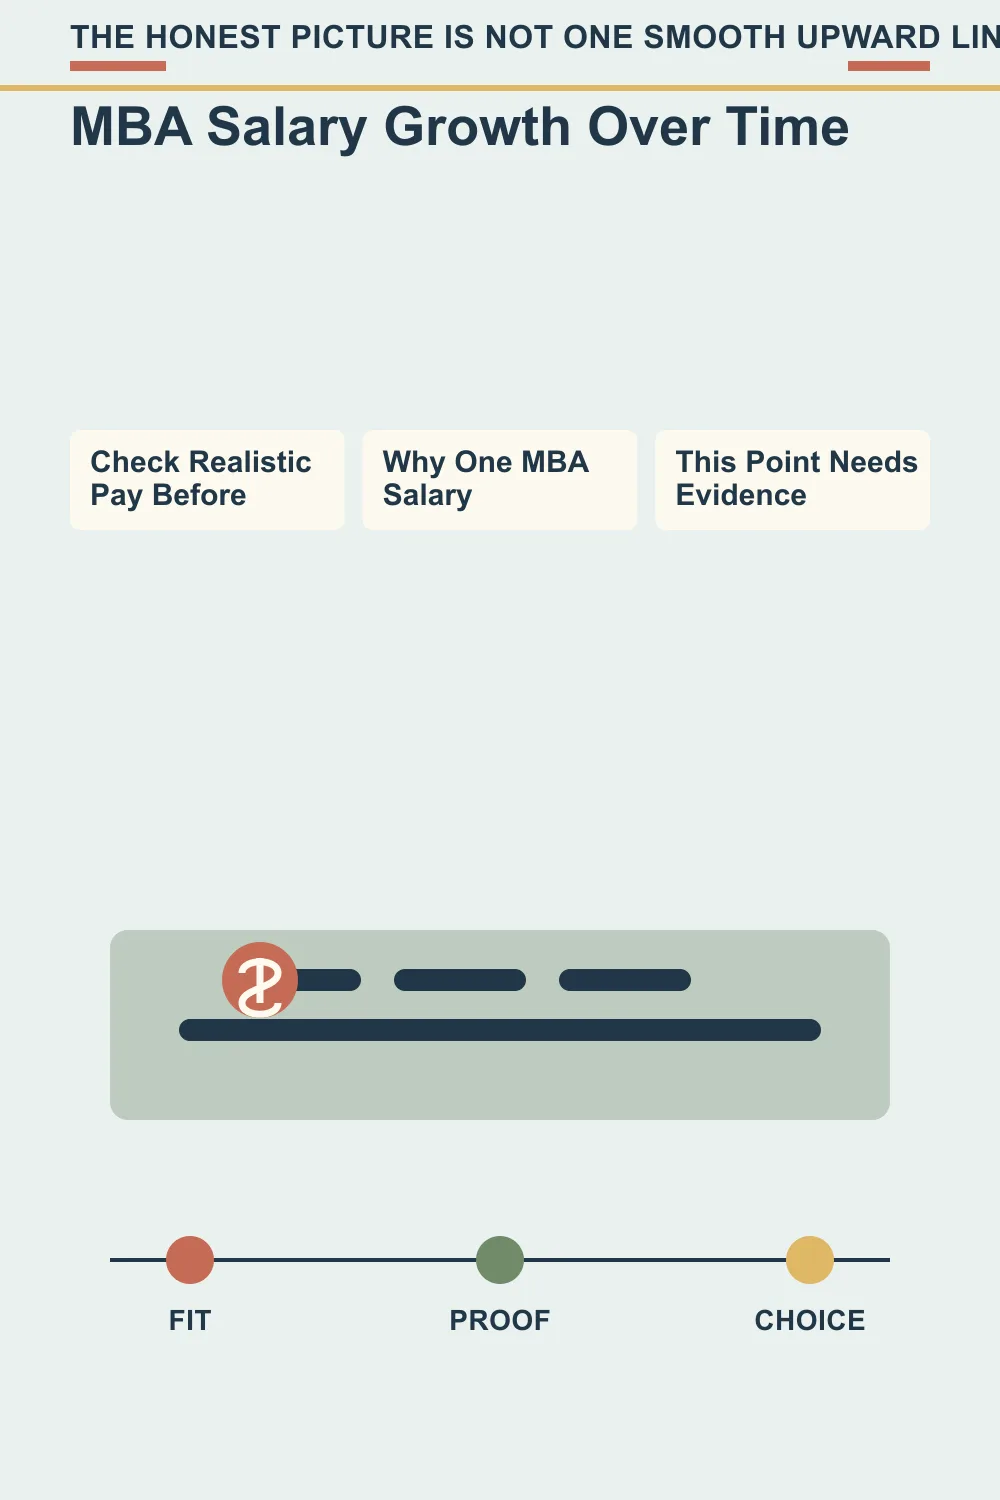 THE HONEST PICTURE IS NOT ONE SMOOTH UPWARD LIN
MBA Salary Growth Over Time
Check Realistic
Pay Before
Why One MBA
Salary
This Point Needs
Evidence
FIT
PROOF
CHOICE